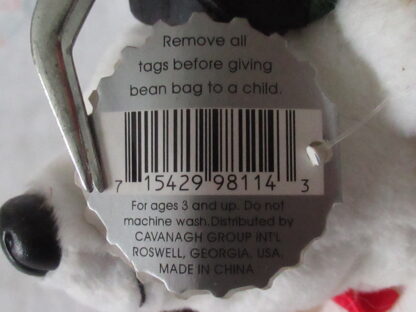 Remove all
tags before giving
bean bag to a child.
7 15429 98114 3
For ages 3 and up. Do not
machine wash. Distributed by
CAVANAGH GROUP INT'L
ROSWELL, GEORGIA, USA.
MADE IN CHINA